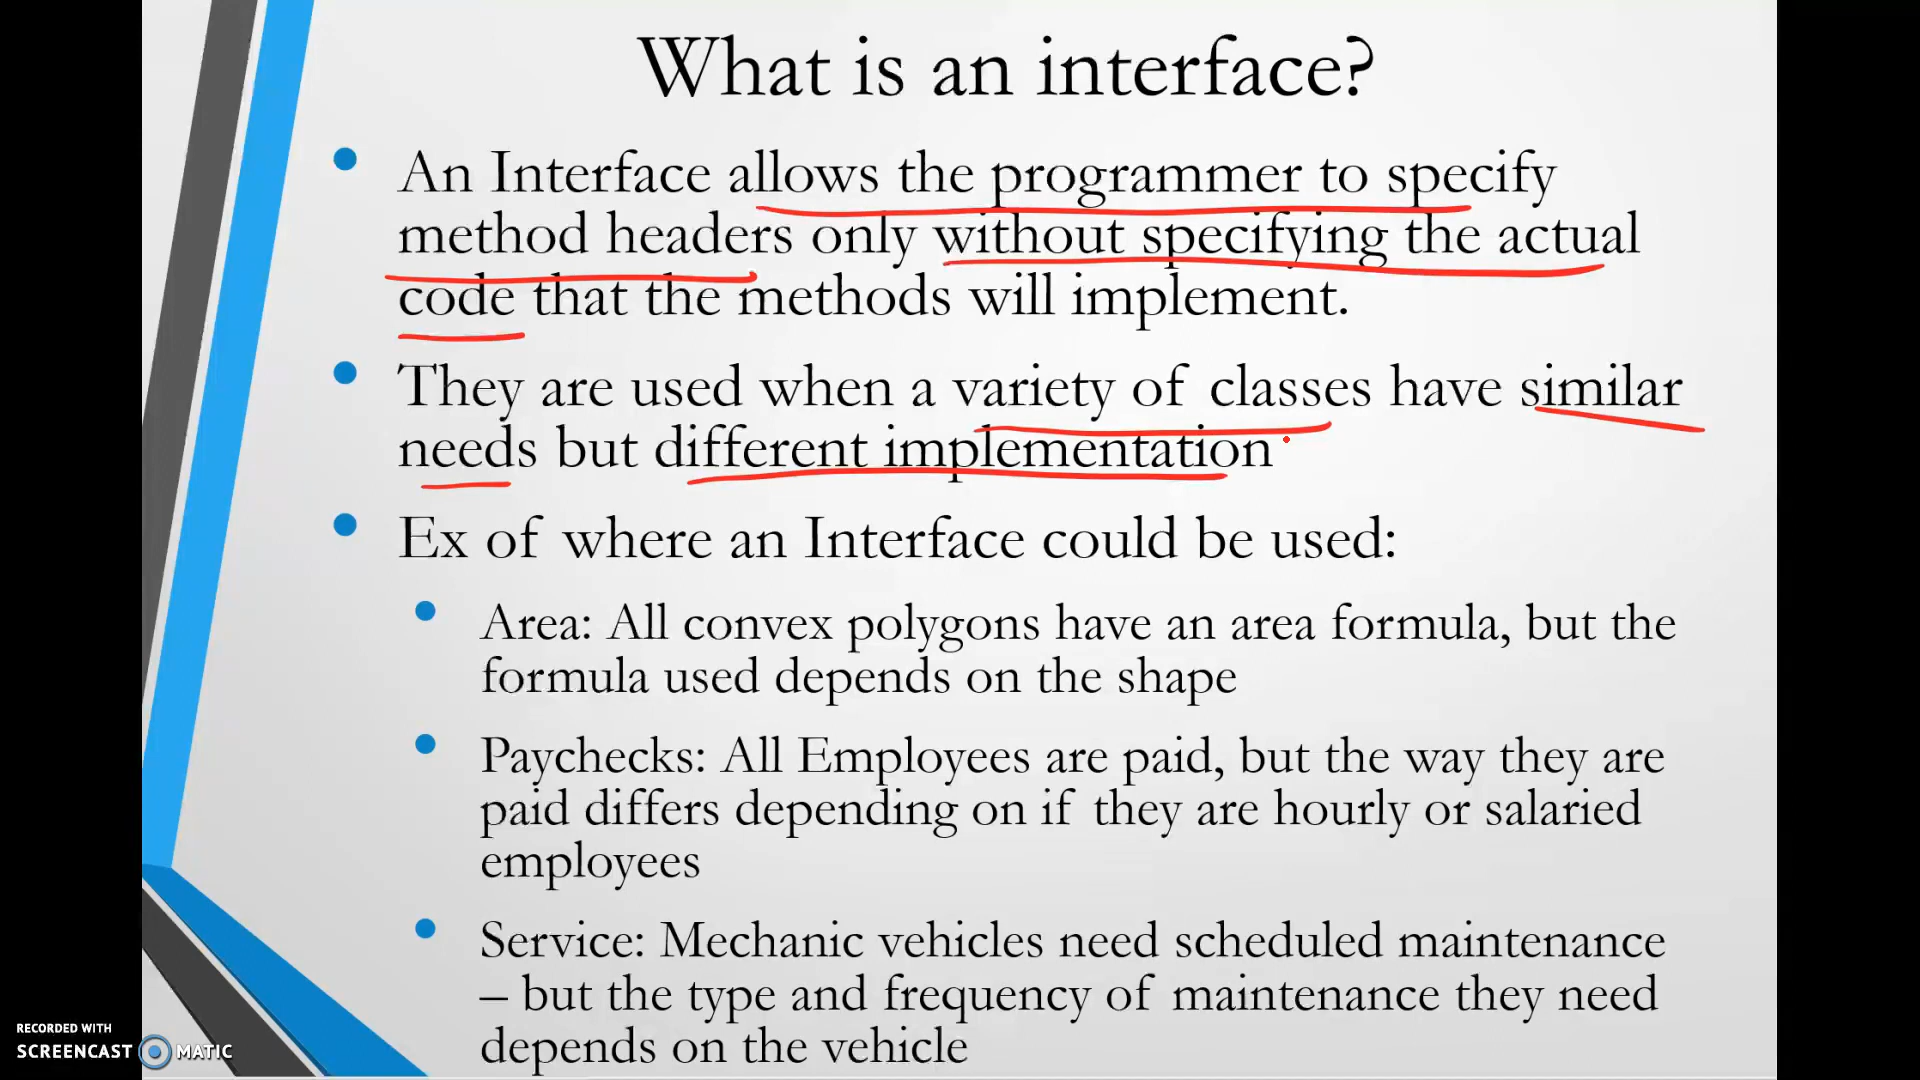 What is an interface?
• An Interface allows the programmer to specify
method headers only without specifying the actual
code that the methods will implement.
• They are used when a variety of classes have similar
needs but different implementation
• Ex of where an Interface could be used:
• Area: All convex polygons have an area formula, but the
formula used depends on the shape
• Paychecks: All Employees are paid, but the way they are
paid differs depending on if they are hourly or salaried
employees
• Service: Mechanic vehicles need scheduled maintenance
– but the type and frequency of maintenance they need
depends on the vehicle
RECORDED WITH
SCREENCAST MATIC